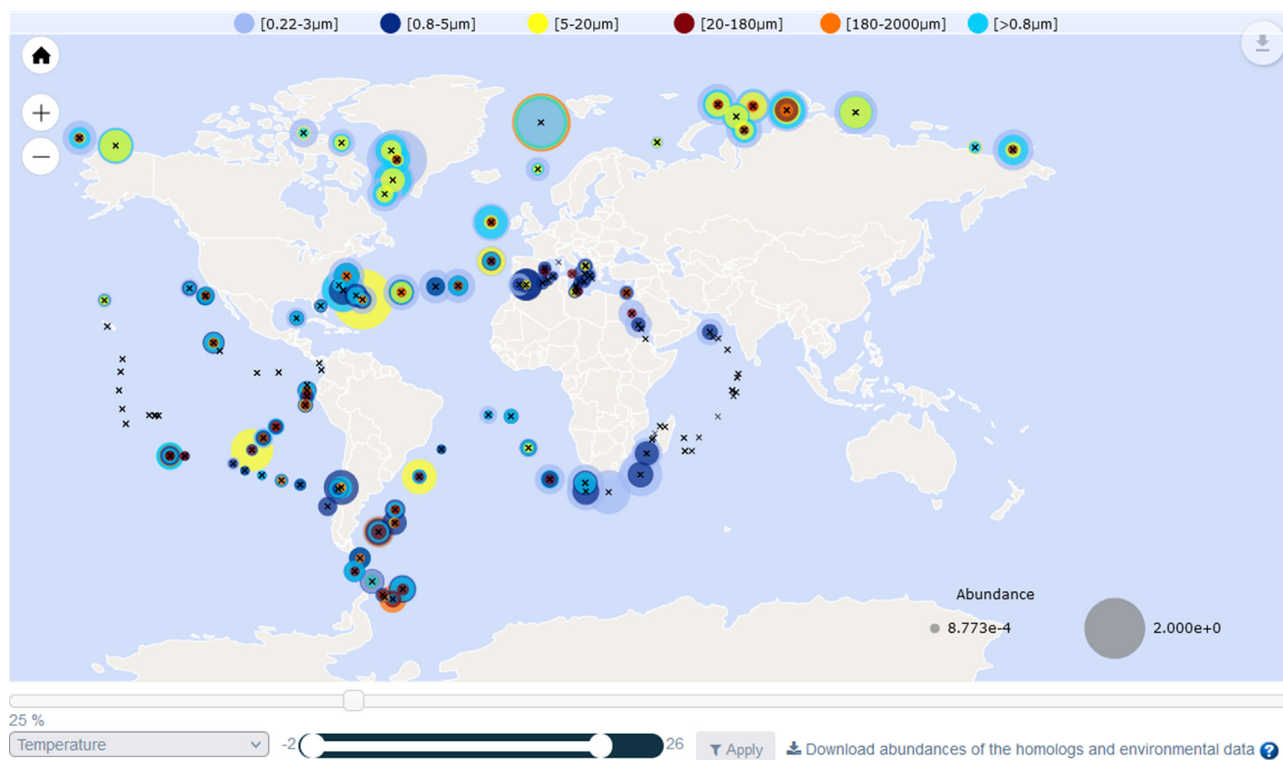 [0.22-3μm] [0.8-5μm] [5-20μm] [20-180μm] [180-2000μm] [>0.8μm]
Abundance
8.773e-4 2.000e+0
25 %
Temperature -2 26 Apply Download abundances of the homologs and environmental data ?